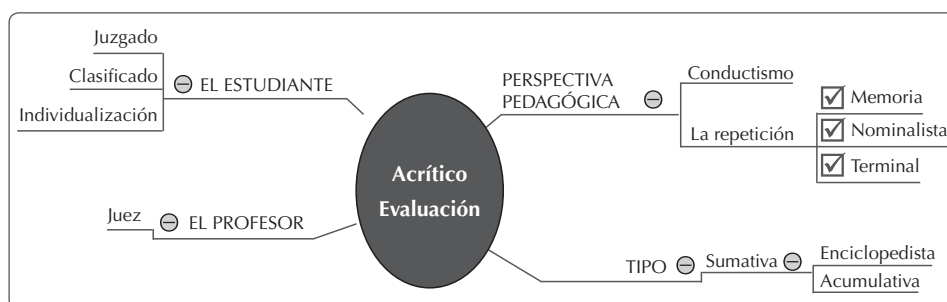 Juzgado
Clasificado
Individualización
EL ESTUDIANTE
Juez
EL PROFESOR
Acrítico
Evaluación
PERSPECTIVA
PEDAGÓGICA
Conductismo
La repetición
Memoria
Nominalista
Terminal
TIPO
Sumativa
Enciclopedista
Acumulativa